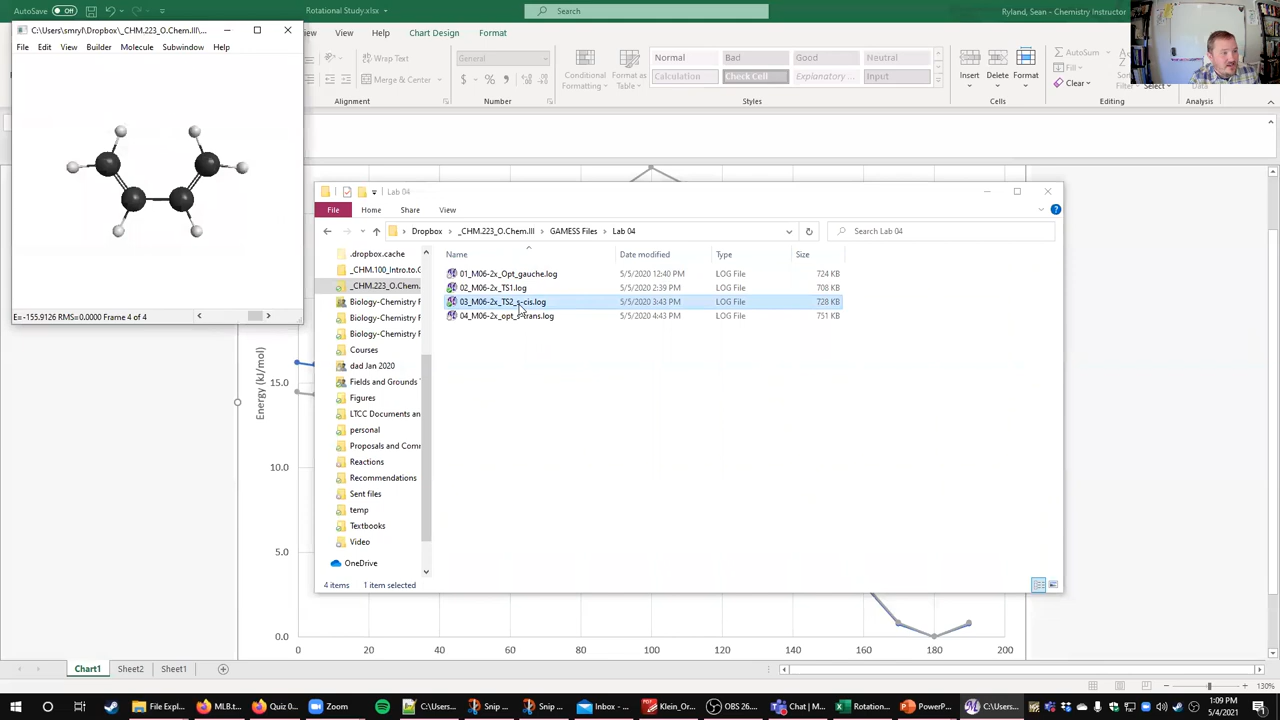 AutoSave Off
Rotational Study.xlsx
Search
Ryland, Sean - Chemistry Instructor
C:\Users\smryl\Dropbox\_CHM.223_O.Chem.III\...
File Edit View Builder Molecule Subwindow Help
View Help Chart Design Format
Wrap Text
Merge & Center
Alignment
General
Number
Conditional Formatting
Format as Table
Normal Bad Good Neutral
Calculation Check Cell Explanatory ... Input
Styles
Insert Delete Format
Cells
AutoSum
Fill
Clear
Select
Editing
Analysis
E=-155.9126 RMS=0.0000 Frame 4 of 4
Lab 04
File Home Share View
Dropbox _CHM.223_O.Chem.III GAMESS Files Lab 04
Search Lab 04
Name Date modified Type Size
01_M06-2x_Opt_gauche.log 5/5/2020 12:40 PM LOG File 724 KB
02_M06-2x_TS1.log 5/5/2020 2:39 PM LOG File 708 KB
03_M06-2x_TS2_s-cis.log 5/5/2020 3:43 PM LOG File 728 KB
04_M06-2x_opt_s-trans.log 5/5/2020 4:43 PM LOG File 751 KB
.dropbox.cache
_CHM.100_Intro.to.C
_CHM.223_O.Chem.
Biology-Chemistry F
Biology-Chemistry F
Biology-Chemistry F
Courses
dad Jan 2020
Fields and Grounds
Figures
LTCC Documents an
personal
Proposals and Com
Reactions
Recommendations
Sent files
temp
Textbooks
Video
OneDrive
4 items 1 item selected
Energy (kJ/mol)
15.0
10.0
5.0
0.0
0 20 40 60 80 100 120 140 160 180 200
Chart1 Sheet2 Sheet1
130%
File Expl...
MLB.t...
Quiz 0...
Zoom
C:\Users...
Snip ...
Snip ...
Inbox - ...
Klein_Or...
OBS 26...
Chat | M...
Rotation...
PowerP...
C:\Users...
1:09 PM
5/4/2021